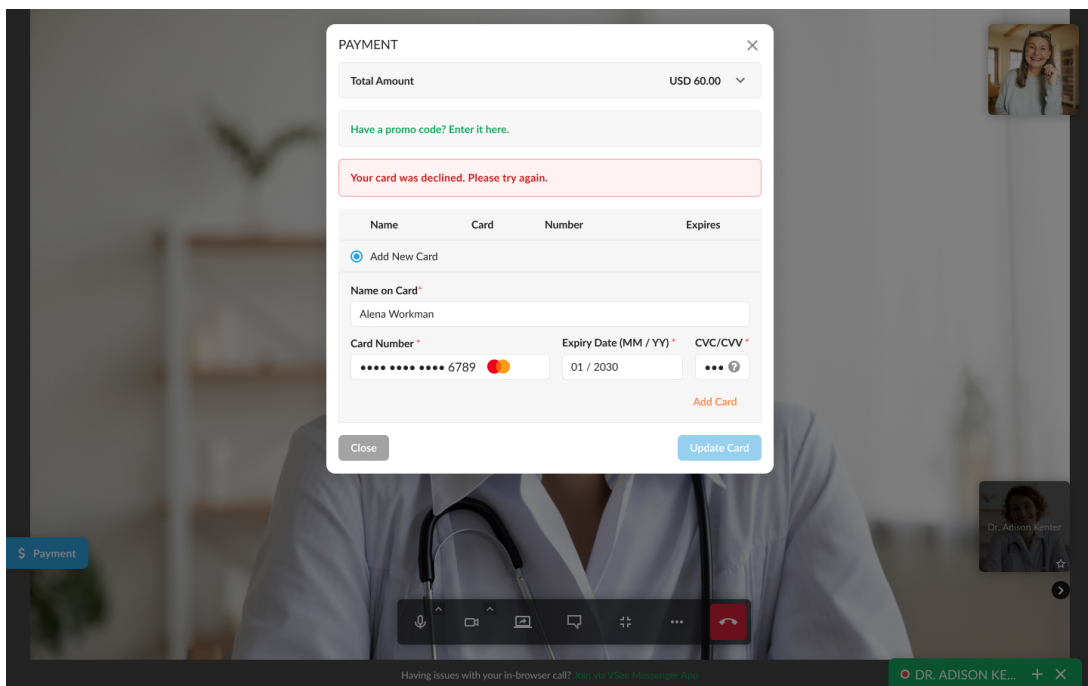 PAYMENT
Total Amount USD 60.00
Have a promo code? Enter it here.
Your card was declined. Please try again.
Name Card Number Expires
Add New Card
Name on Card*
Alena Workman
Card Number * Expiry Date (MM / YY) * CVC/CVV *
•••• •••• •••• 6789 01 / 2030 ••• ?
Add Card
Close Update Card
Dr. Adison Kenter
$ Payment
Having issues with your in-browser call? Join via VSee Messenger App
DR. ADISON KE...